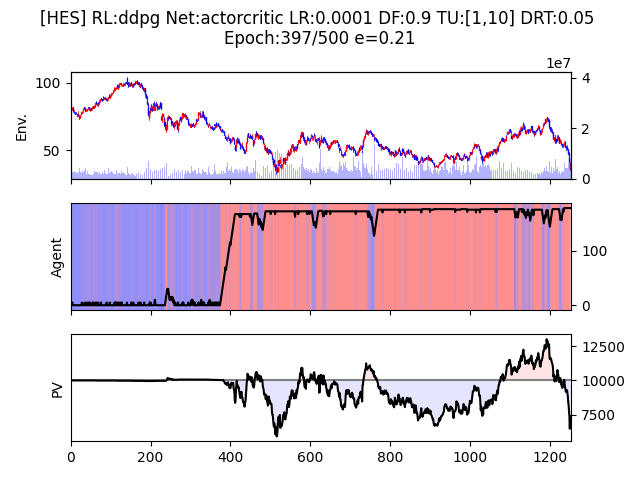 [HES] RL:ddpg Net:actorcritic LR:0.0001 DF:0.9 TU:[1,10] DRT:0.05
Epoch:397/500 e=0.21
1e7
100
50
Env.
4
2
0
Agent
100
0
PV
12500
10000
7500
0 200 400 600 800 1000 1200